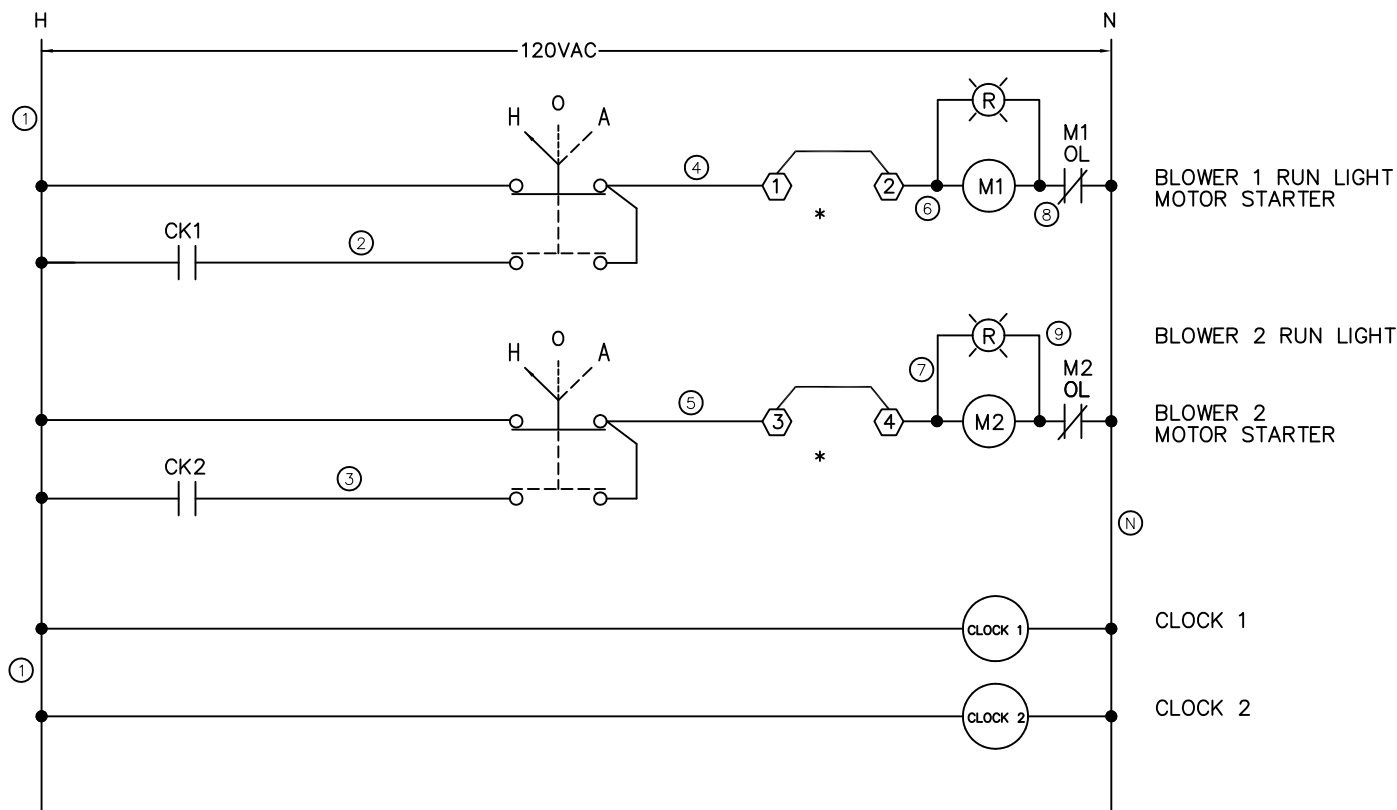 H N
120VAC
1
H O A
4
1 2
*
6
R
M1
8
M1
OL
BLOWER 1 RUN LIGHT
MOTOR STARTER
CK1
2
H O A
5
3 4
*
7
R
9
M2
M2
OL
BLOWER 2 RUN LIGHT
BLOWER 2
MOTOR STARTER
CK2
3
N
CLOCK 1
CLOCK 1
1
CLOCK 2
CLOCK 2